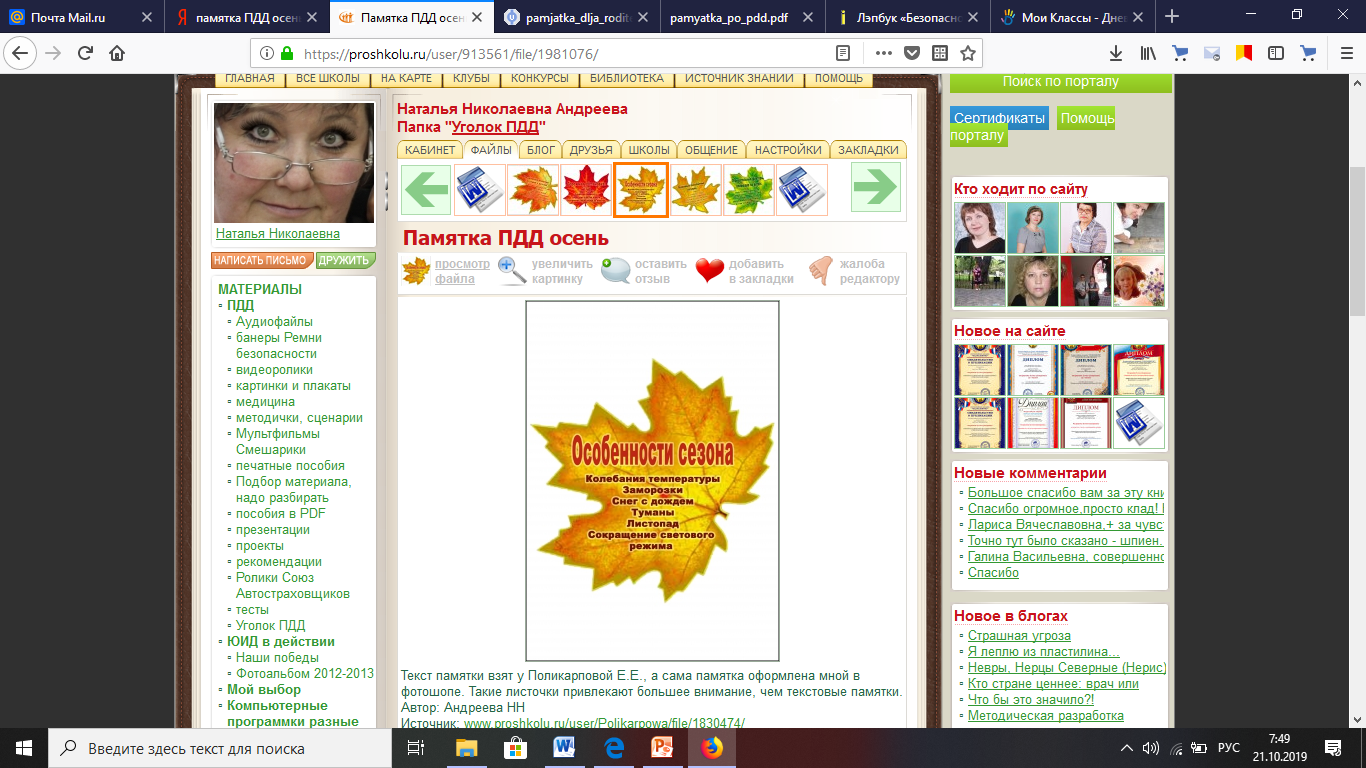 Почта Mail.ru
памятка ПДД осен
Памятка ПДД осен
pamjatka_dlja_rodita
pamyatka_po_pdd.pdf
Лэпбук «Безопасно
Мои Классы - Дне
https://proshkolu.ru/user/913561/file/1981076/
ГЛАВНАЯ
ВСЕ ШКОЛЫ
НА КАРТЕ
КЛУБЫ
КОНКУРСЫ
БИБЛИОТЕКА
ИСТОЧНИК ЗНАНИЙ
ПОМОЩЬ
Наталья Николаевна
НАПИСАТЬ ПИСЬМО
ДРУЖИТЬ
МАТЕРИАЛЫ
ПДД
Аудиофайлы
банеры Ремни
безопасности
видеоролики
картинки и плакаты
медицина
методички, сценарии
Мультфильмы
Смешарики
печатные пособия
Подбор материала,
надо разбирать
пособия в PDF
презентации
проекты
рекомендации
Ролики Союз
Автостраховщиков
тесты
Уголок ПДД
ЮИД в действии
Наши победы
Фотоальбом 2012-2013
Мой выбор
Компьютерные
программки разные
Наталья Николаевна Андреева
Папка "Уголок ПДД"
КАБИНЕТ
ФАЙЛЫ
БЛОГ
ДРУЗЬЯ
ШКОЛЫ
ОБЩЕНИЕ
НАСТРОЙКИ
ЗАКЛАДКИ
Памятка ПДД осень
просмотр
файла
увеличить
картинку
оставить
отзыв
добавить
в закладки
жалоба
редактору
Особенности сезона
Колебания температуры
Заморозки
Снег с дождем
Туманы
Листопад
Сокращение светового
режима
Текст памятки взят у Поликарповой Е.Е., а сама памятка оформлена мной в
фотошопе. Такие листочки привлекают большее внимание, чем текстовые памятки.
Автор: Андреева НН
Источник: www.proshkolu.ru/user/Polikarpowa/file/1830474/
Поиск по порталу
Сертификаты
Помощь
порталу
Кто ходит по сайту
Новое на сайте
Новые комментарии
Большое спасибо вам за эту кни
Спасибо огромное,просто клад!
Лариса Вячеславовна,+ за чувст
Точно тут было сказано - шпиен.
Галина Васильевна, совершенно
Спасибо
Новое в блогах
Страшная угроза
Я леплю из пластилина...
Невры, Нерцы Северные (Нерис)
Кто стране ценнее: врач или
Что бы это значило?!
Методическая разработка
Введите здесь текст для поиска
РУС
7:49
21.10.2019